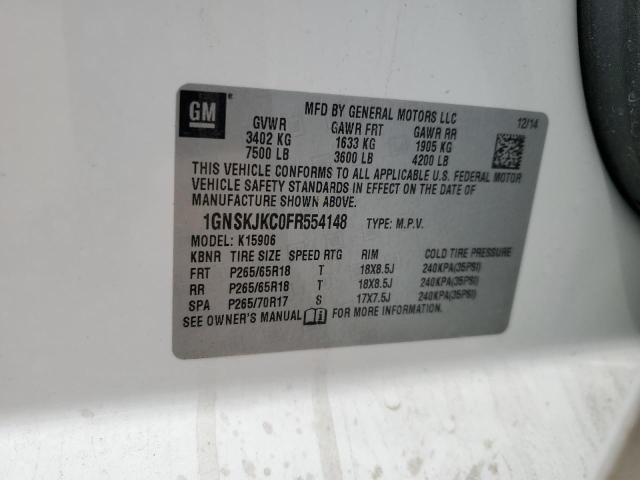 GM
MFD BY GENERAL MOTORS LLC
12/14
GVWR GAWR FRT GAWR RR
3402 KG 1633 KG 1905 KG
7500 LB 3600 LB 4200 LB
THIS VEHICLE CONFORMS TO ALL APPLICABLE U.S. FEDERAL MOTOR
VEHICLE SAFETY STANDARDS IN EFFECT ON THE DATE OF
MANUFACTURE SHOWN ABOVE.
1GNSKJKC0FR554148 TYPE: M.P.V.
MODEL: K15906
KBNR TIRE SIZE SPEED RTG RIM COLD TIRE PRESSURE
FRT P265/65R18 T 18X8.5J 240KPA(35PSI)
RR P265/65R18 T 18X8.5J 240KPA(35PSI)
SPA P265/70R17 S 17X7.5J 240KPA(35PSI)
SEE OWNER'S MANUAL FOR MORE INFORMATION.